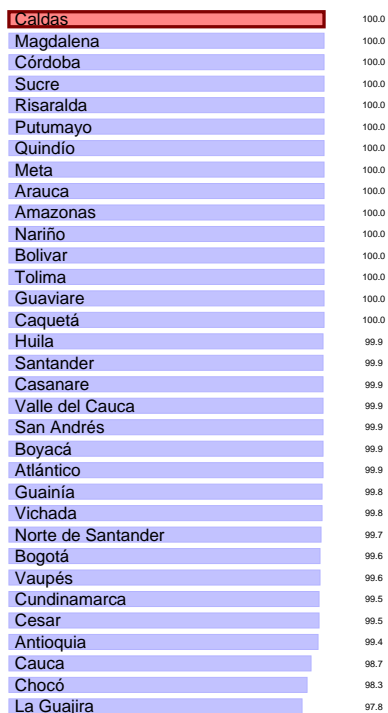 Caldas 100.0
Magdalena 100.0
Córdoba 100.0
Sucre 100.0
Risaralda 100.0
Putumayo 100.0
Quindío 100.0
Meta 100.0
Arauca 100.0
Amazonas 100.0
Nariño 100.0
Bolivar 100.0
Tolima 100.0
Guaviare 100.0
Caquetá 100.0
Huila 99.9
Santander 99.9
Casanare 99.9
Valle del Cauca 99.9
San Andrés 99.9
Boyacá 99.9
Atlántico 99.9
Guainía 99.8
Vichada 99.8
Norte de Santander 99.7
Bogotá 99.6
Vaupés 99.6
Cundinamarca 99.5
Cesar 99.5
Antioquia 99.4
Cauca 98.7
Chocó 98.3
La Guajira 97.8